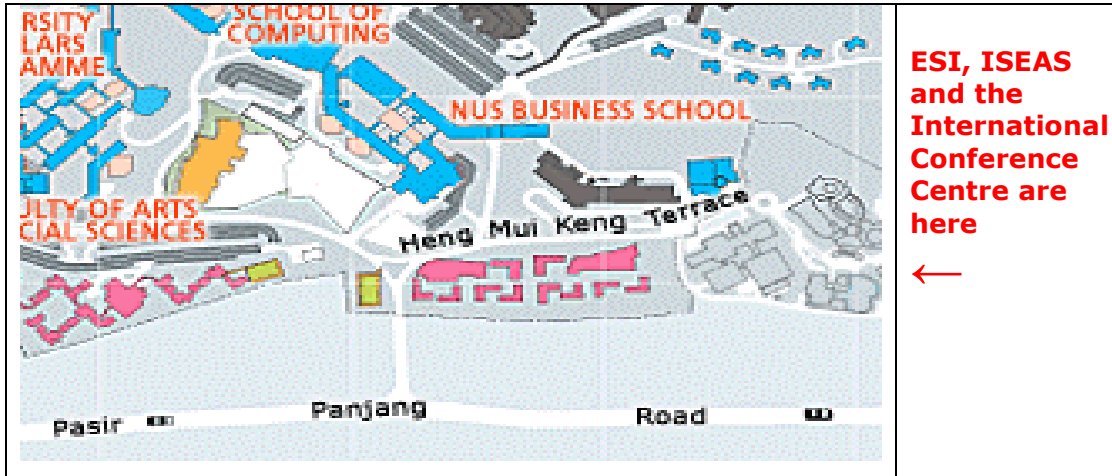 RSITY
LARS
AMME
SCHOOL OF
COMPUTING
NUS BUSINESS SCHOOL
ULTY OF ARTS
CIAL SCIENCES
Heng Mui Keng Terrace
Pasir Panjang Road
ESI, ISEAS
and the
International
Conference
Centre are
here
←